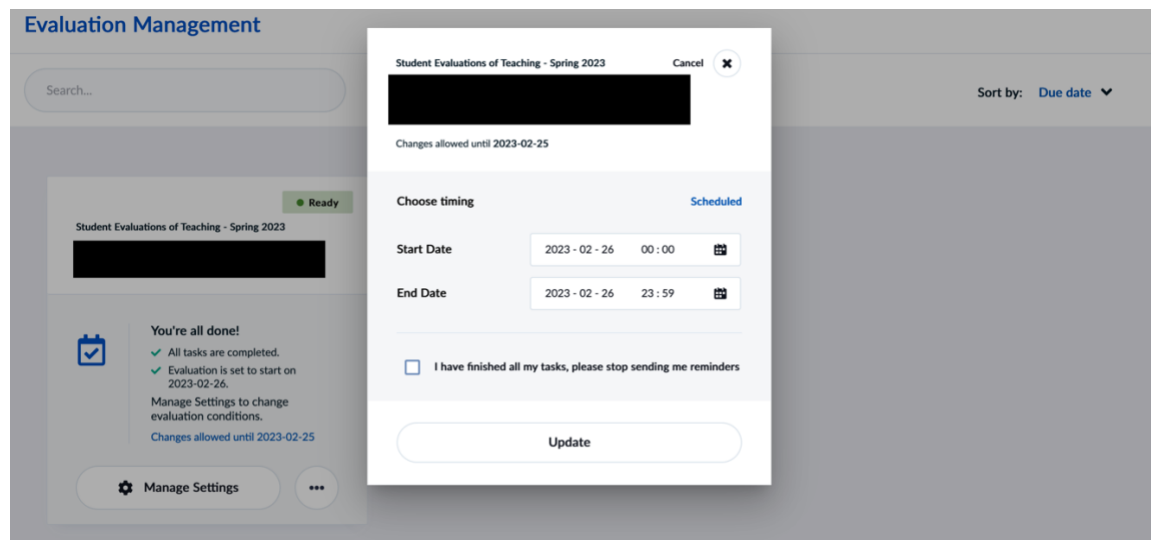 Evaluation Management
Search...
Sort by: Due date
Ready
Student Evaluations of Teaching - Spring 2023
You're all done!
All tasks are completed.
Evaluation is set to start on
2023-02-26.
Manage Settings to change
evaluation conditions.
Changes allowed until 2023-02-25
Manage Settings
Student Evaluations of Teaching - Spring 2023 Cancel
Changes allowed until 2023-02-25
Choose timing Scheduled
Start Date 2023 - 02 - 26 00 : 00
End Date 2023 - 02 - 26 23 : 59
I have finished all my tasks, please stop sending me reminders
Update